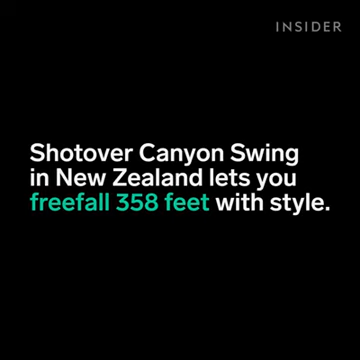 INSIDER
Shotover Canyon Swing
in New Zealand lets you
freefall 358 feet with style.